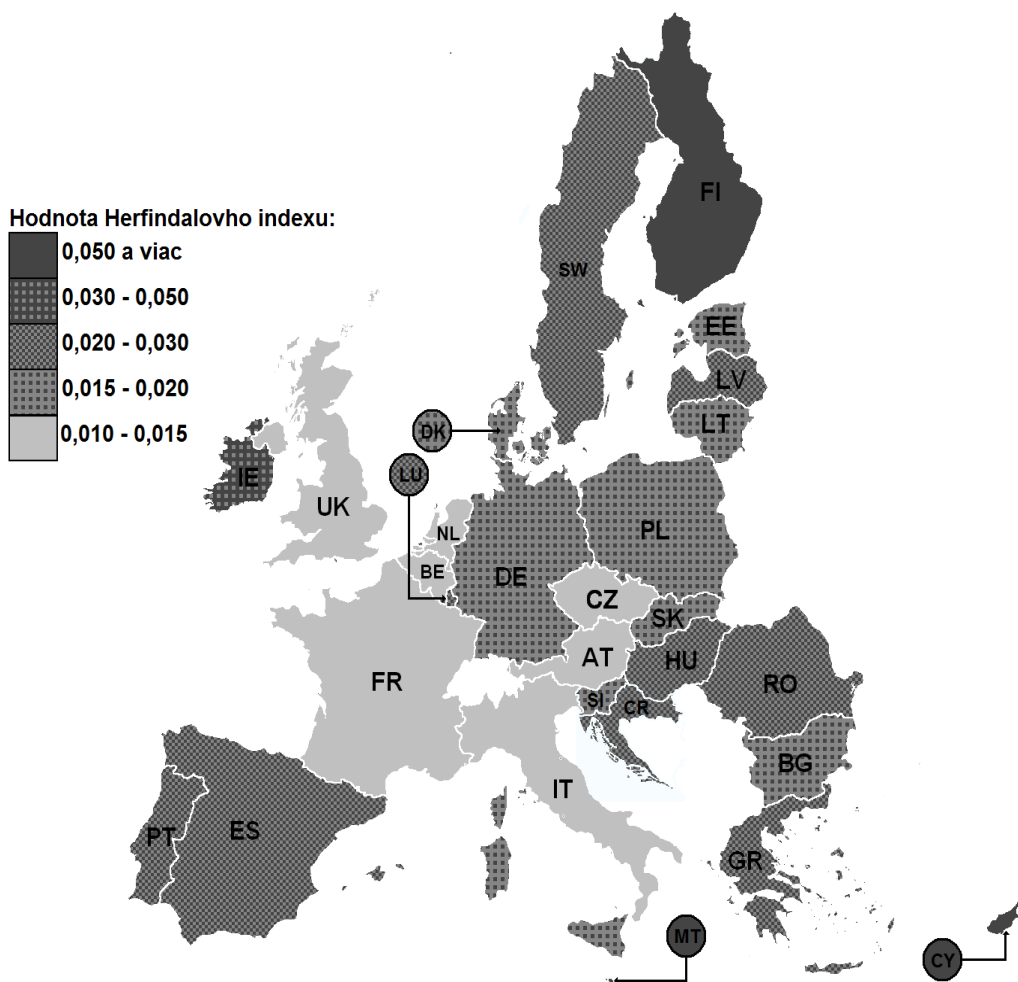 Hodnota Herfindalovho indexu:
0,050 a viac
0,030 - 0,050
0,020 - 0,030
0,015 - 0,020
0,010 - 0,015
FI
SW
EE
LV
LT
DK
LU
IE
UK
NL
PL
BE
DE
CZ
SK
AT
HU
FR
RO
SI
CR
BG
IT
PT
ES
GR
MT
CY